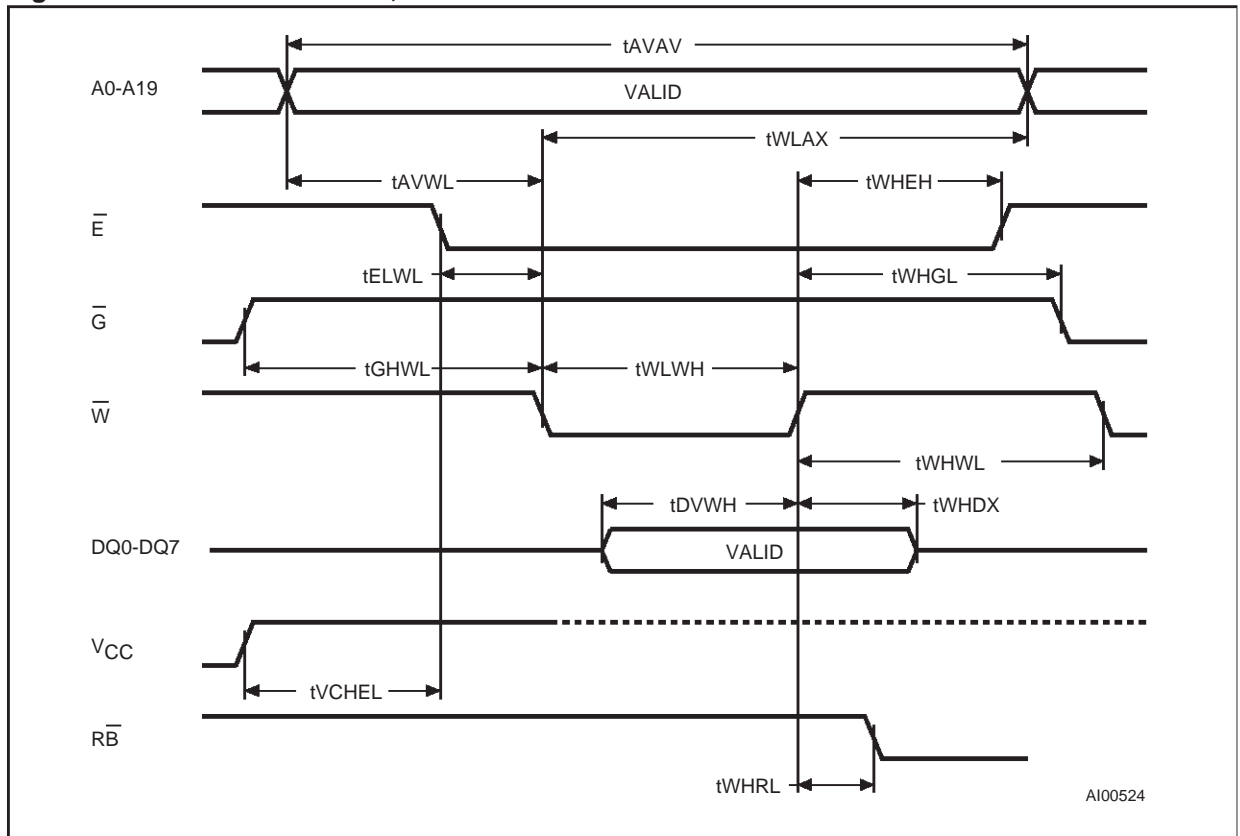 tAVAV
A0-A19
VALID
tWLAX
tAVWL
tWHEH
E̅
tELWL
tWHGL
G̅
tGHWL
tWLWH
W̅
tWHWL
tDVWH
tWHDX
DQ0-DQ7
VALID
VCC
tVCHEL
RB̅
tWHRL
AI00524